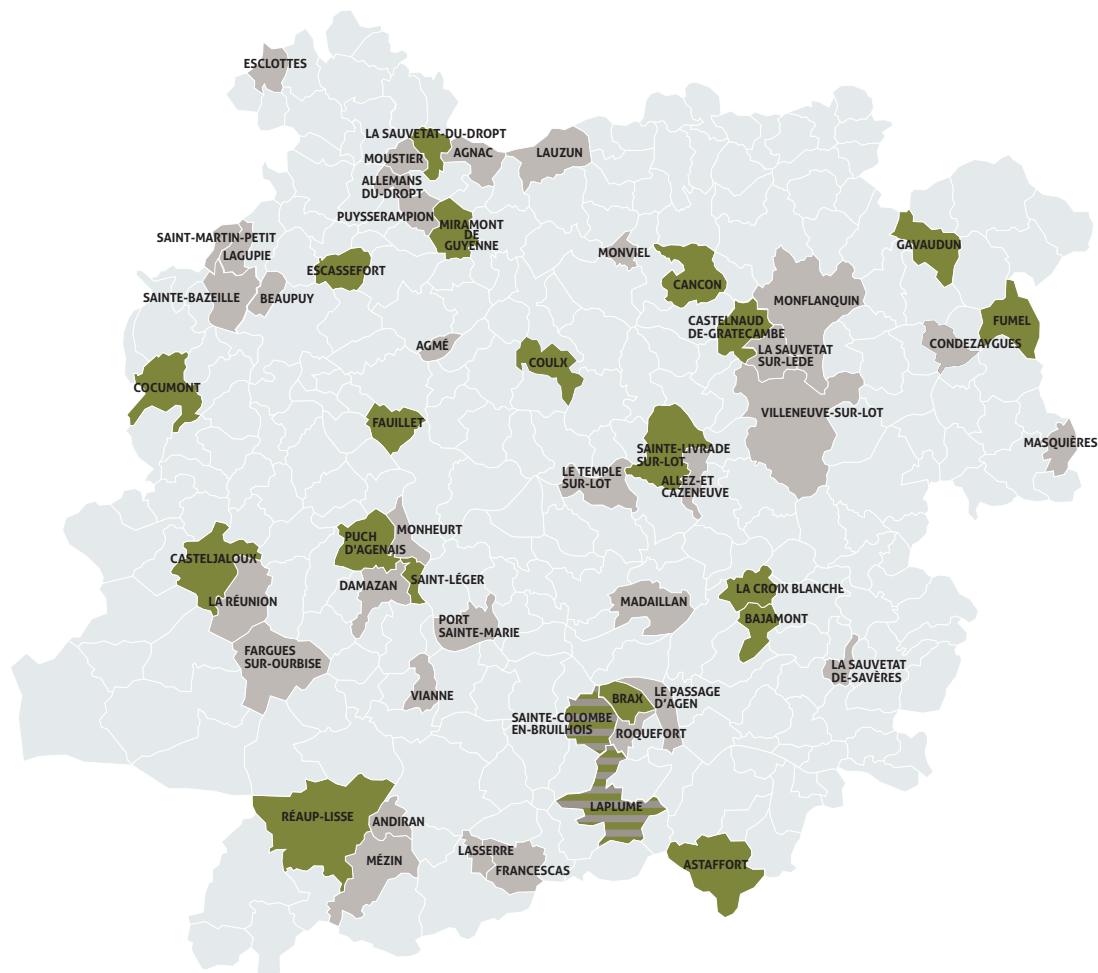 ESCLOTTES
LA SAUVETAT-DU-DROPT
MOUSTIER
AGNAC
LAUZUN
ALLEMANS
DU-DROPT
PUYSSERAMPION
MIRAMONT
DE
GUYENNE
SAINT-MARTIN-PETIT
LAGUPIE
ESCASSEFORT
SAINTE-BAZEILLE
BEAUPUY
MONVIEL
CANCON
GAVAUDUN
MONFLANQUIN
CASTELNAUD
DE-GRATECAMBE
FUMEL
CONDEZAYGUES
AGMÉ
LA SAUVETAT
SUR-LÈDE
COULX
COCUMONT
FAUILLET
VILLENEUVE-SUR-LOT
MASQUIÈRES
SAINTE-LIVRADE
SUR-LOT
LE TEMPLE
SUR-LOT
ALLEZ-ET
CAZENEUVE
MONHEURT
PUCH
D'AGENAIS
CASTELJALOUX
DAMAZAN
SAINT-LÉGER
LA RÉUNION
MADAILLAN
LA CROIX BLANCHE
BAJAMONT
PORT
SAINTE-MARIE
FARGUES
SUR-OURBISE
LA SAUVETAT
DE-SAVÈRES
VIANNE
BRAX
LE PASSAGE
D'AGEN
SAINTE-COLOMBE
EN-BRUILHOIS
ROQUEFORT
RÉAUP-LISSE
ANDIRAN
LAPLUME
MÉZIN
LASSERRE
FRANCESCAS
ASTAFFORT